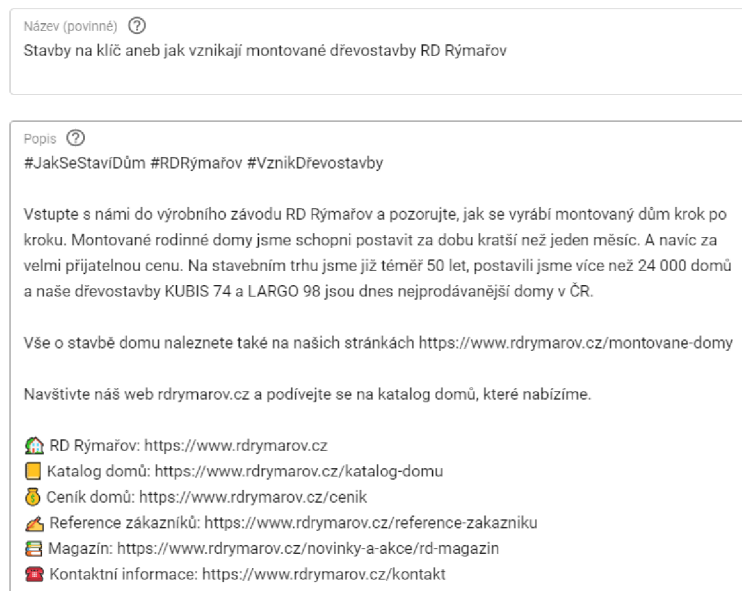 Název (povinné) ?
Stavby na klíč aneb jak vznikají montované dřevostavby RD Rýmařov
Popis ?
#JakSeStavíDům #RDRýmařov #VznikDřevostavby
Vstupte s námi do výrobního závodu RD Rýmařov a pozorujte, jak se vyrábí montovaný dům krok po
kroku. Montované rodinné domy jsme schopni postavit za dobu kratší než jeden měsíc. A navíc za
velmi přijatelnou cenu. Na stavebním trhu jsme již téměř 50 let, postavili jsme více než 24 000 domů
a naše dřevostavby KUBIS 74 a LARGO 98 jsou dnes nejprodávanější domy v ČR.
Vše o stavbě domu naleznete také na našich stránkách https://www.rdrymarov.cz/montovane-domy
Navštivte náš web rdrymarov.cz a podívejte se na katalog domů, které nabízíme.
🏠 RD Rýmařov: https://www.rdrymarov.cz
📒 Katalog domů: https://www.rdrymarov.cz/katalog-domu
💰 Ceník domů: https://www.rdrymarov.cz/cenik
✍ Reference zákazníků: https://www.rdrymarov.cz/reference-zakazniku
📚 Magazín: https://www.rdrymarov.cz/novinky-a-akce/rd-magazin
☎ Kontaktní informace: https://www.rdrymarov.cz/kontakt